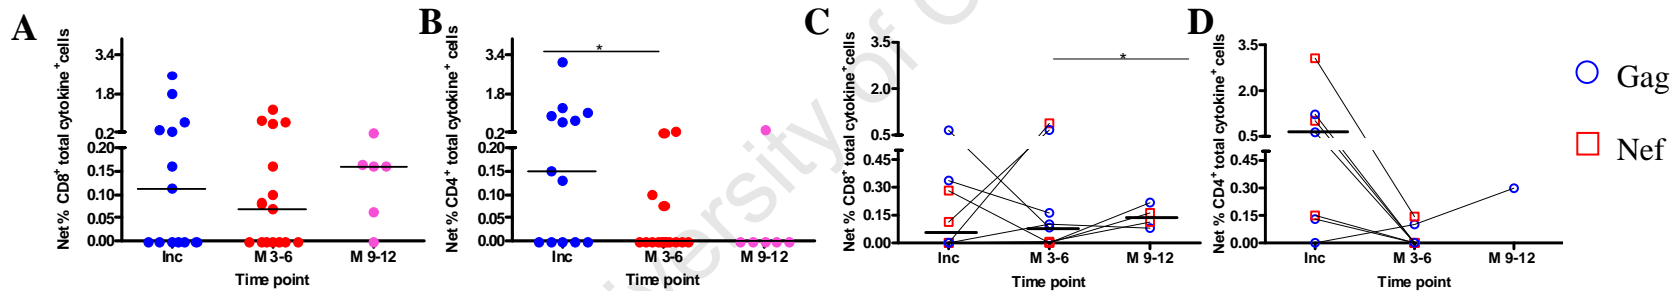 A
Net % CD8+ total cytokine+ cells
3.4
1.8
0.2
0.20
0.15
0.10
0.05
0.00
Inc
M 3-6
M 9-12
Time point
B
Net % CD4+ total cytokine+ cells
*
3.4
1.8
0.2
0.20
0.15
0.10
0.05
0.00
Inc
M 3-6
M 9-12
Time point
C
Net % CD8+ total cytokine+ cells
*
3.5
2.0
0.5
0.45
0.30
0.15
0.00
Inc
M 3-6
M 9-12
Time point
D
Net % CD4+ total cytokine+ cells
3.5
2.0
0.5
0.45
0.30
0.15
0.00
Inc
M 3-6
M 9-12
Time point
Gag
Nef
versity of C